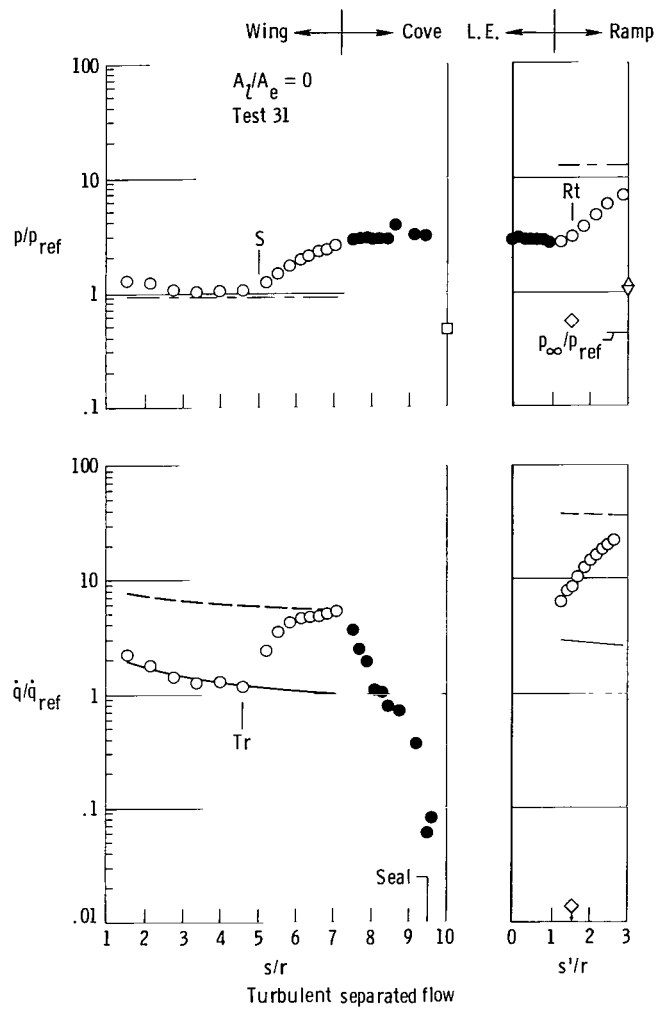 Wing Cove L. E. Ramp
A_l/A_e = 0
Test 31
100
10
1
.1
p/p_ref
S
Rt
p_∞/p_ref
100
10
1
.1
.01
q̇/q̇_ref
Tr
Seal
1 2 3 4 5 6 7 8 9 10
s/r
0 1 2 3
s'/r
Turbulent separated flow